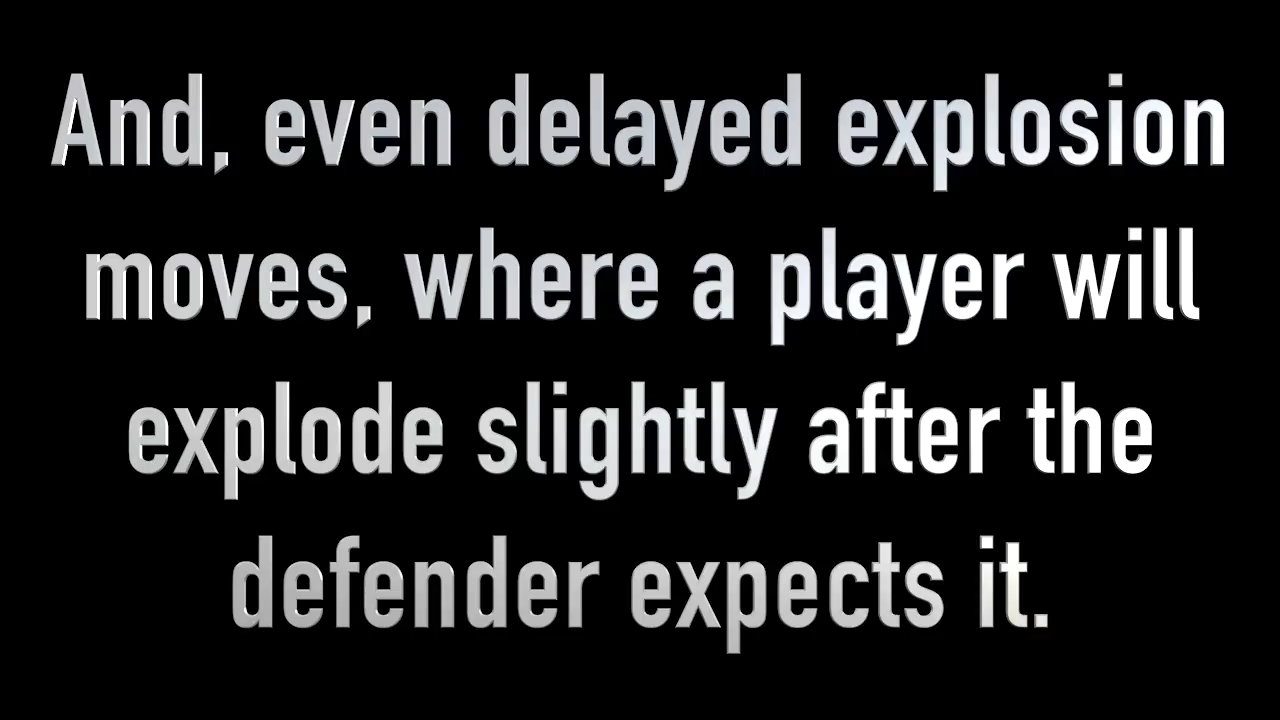 And, even delayed explosion
moves, where a player will
explode slightly after the
defender expects it.